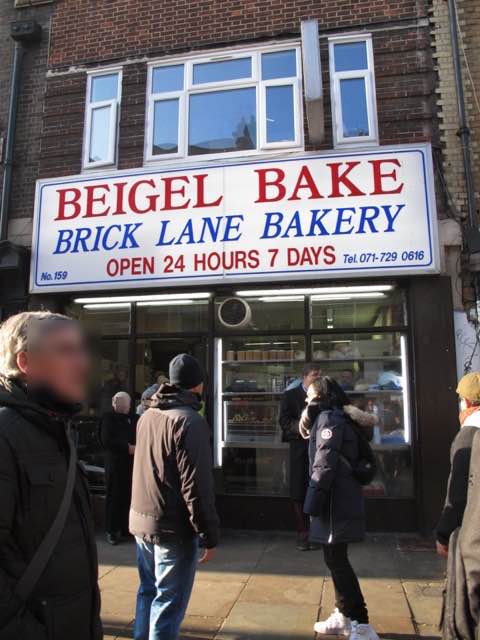 BEIGEL BAKE
BRICK LANE BAKERY
OPEN 24 HOURS 7 DAYS
No.159
Tel.071-729 0616